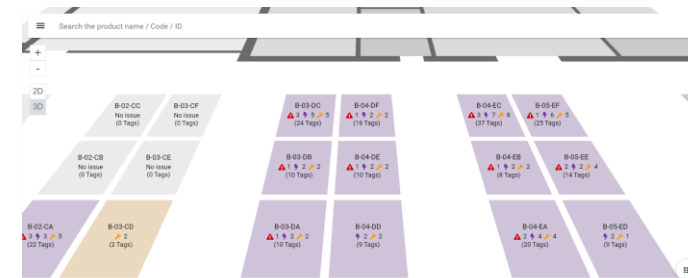 Search the product name / Code / ID
+
-
2D
3D
B-02-CC
No issue
(0 Tags)
B-03-CF
No issue
(0 Tags)
B-03-DC
3 5 5
(24 Tags)
B-04-DF
1 2 2
(16 Tags)
B-04-EC
3 7 8
(37 Tags)
B-05-EF
1 6 5
(25 Tags)
B-02-CB
No issue
(0 Tags)
B-03-CE
No issue
(0 Tags)
B-03-DB
1 2 2
(10 Tags)
B-04-DE
1 2 2
(10 Tags)
B-04-EB
1 2 2
(8 Tags)
B-05-EE
2 2 4
(14 Tags)
B-02-CA
3 3 5
(22 Tags)
B-03-CD
2
(2 Tags)
B-03-DA
1 2 2
(10 Tags)
B-04-DD
2 2
(9 Tags)
B-04-EA
2 4 4
(20 Tags)
B-05-ED
2 1
(9 Tags)